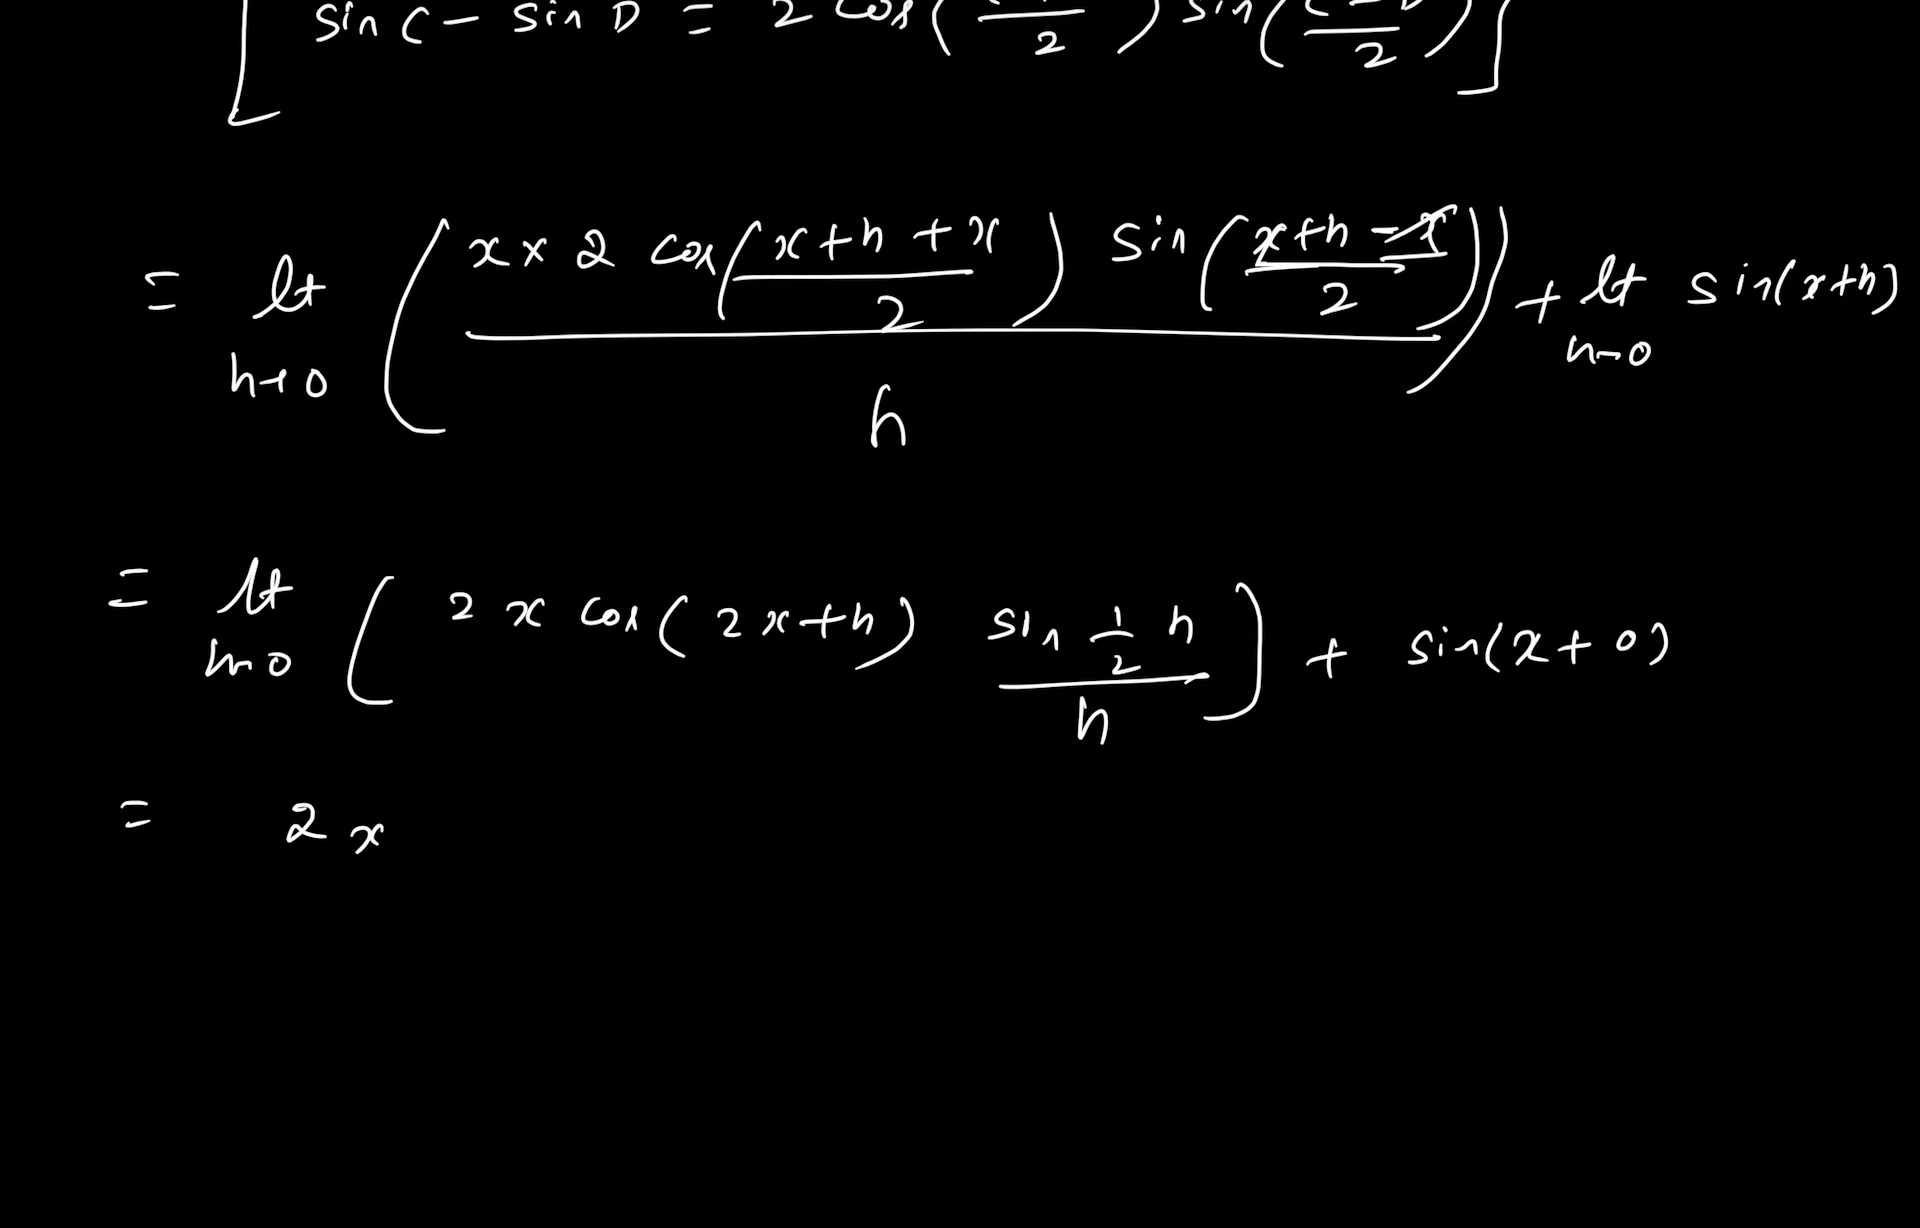 [ sin C - sin D = 2 cos( /2 ) sin( C-D/2 ) ]
= lt h→0 ( x × 2 cos( (x+h+x)/2 ) sin( (x+h-x)/2 ) / h ) + lt h→0 sin(x+h)
= lt h→0 ( 2x cos(2x+h) sin 1/2 h / h ) + sin(x+0)
= 2x